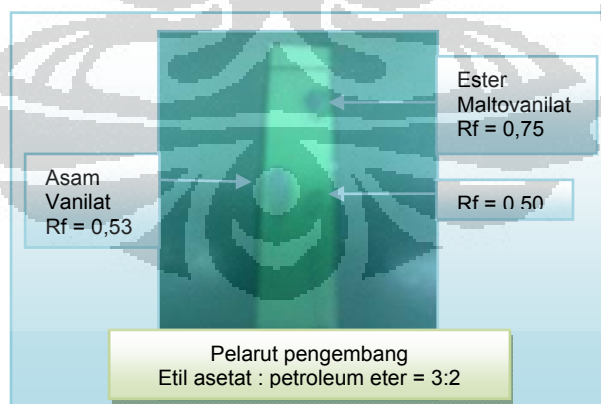 Ester
Maltovanilat
Rf = 0,75
Asam
Vanilat
Rf = 0,53
Rf = 0,50
Pelarut pengembang
Etil asetat : petroleum eter = 3:2